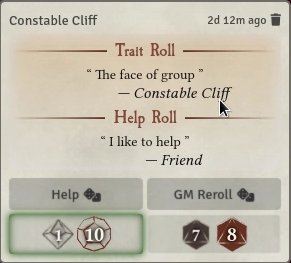 Constable Cliff 2d 12m ago
Trait Roll
“ The face of group ”
— Constable Cliff
Help Roll
“ I like to help ”
— Friend
Help GM Reroll
1 10 7 8